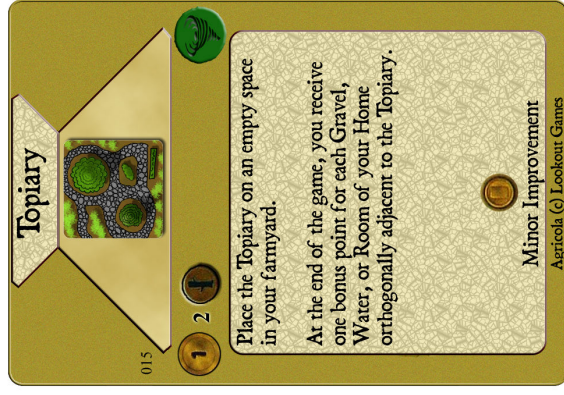 Topiary
015
1
2
Place the Topiary on an empty space
in your farmyard.
At the end of the game, you receive
one bonus point for each Gravel,
Water, or Room of your Home
orthogonally adjacent to the Topiary.
Minor Improvement
Agricola (c) Lookout Games